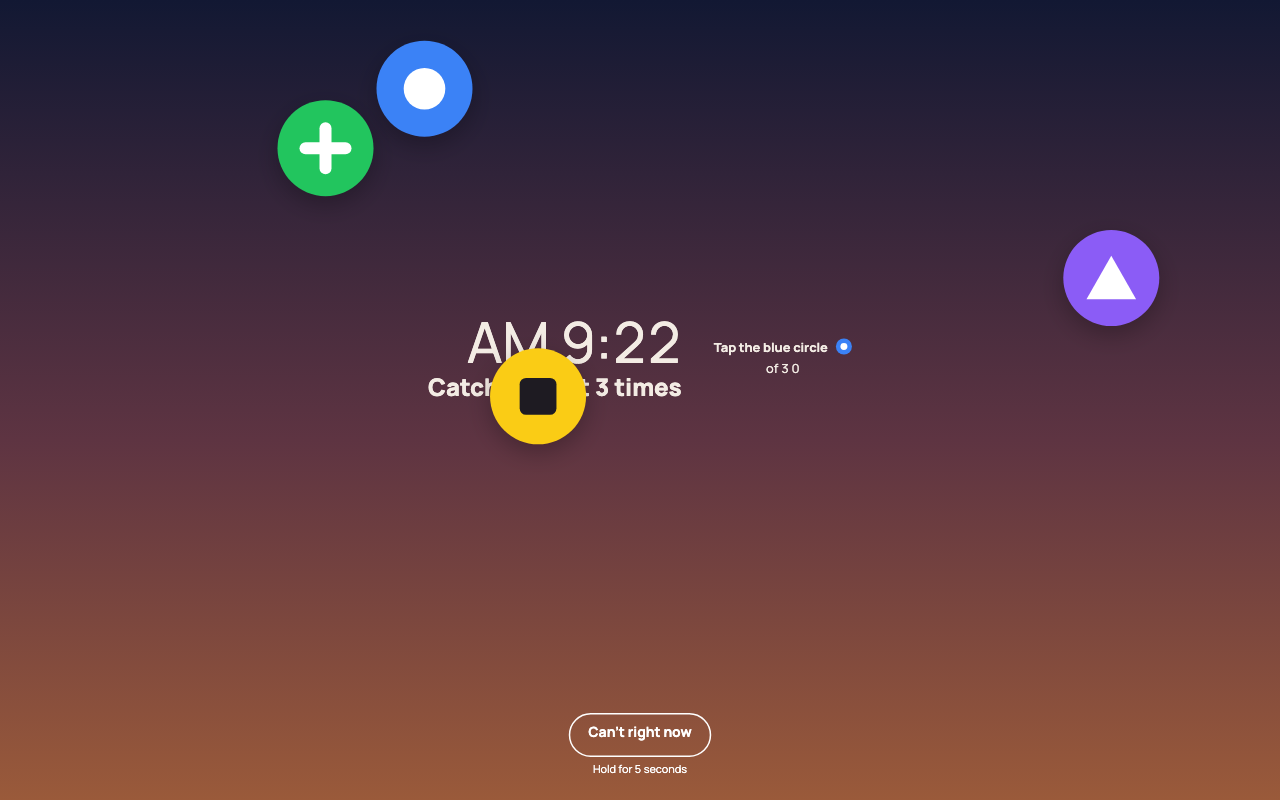 AM 9:22
Catch 3 times
Tap the blue circle
of 3 0
Can't right now
Hold for 5 seconds